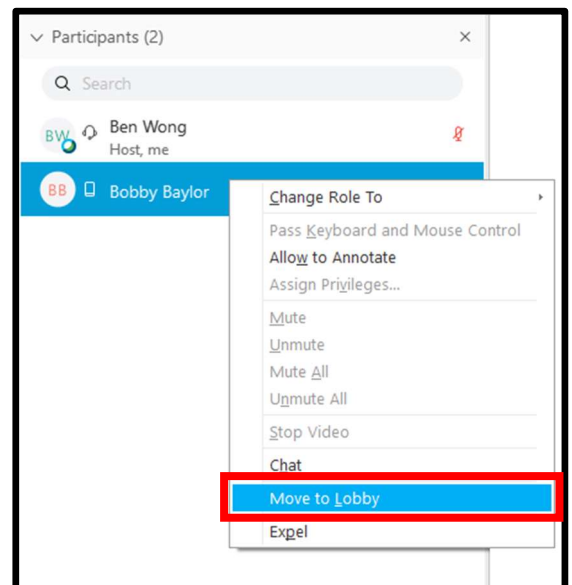 Participants (2)
Search
BW Ben Wong
Host, me
BB Bobby Baylor
Change Role To
Pass Keyboard and Mouse Control
Allow to Annotate
Assign Privileges...
Mute
Unmute
Mute All
Unmute All
Stop Video
Chat
Move to Lobby
Expel